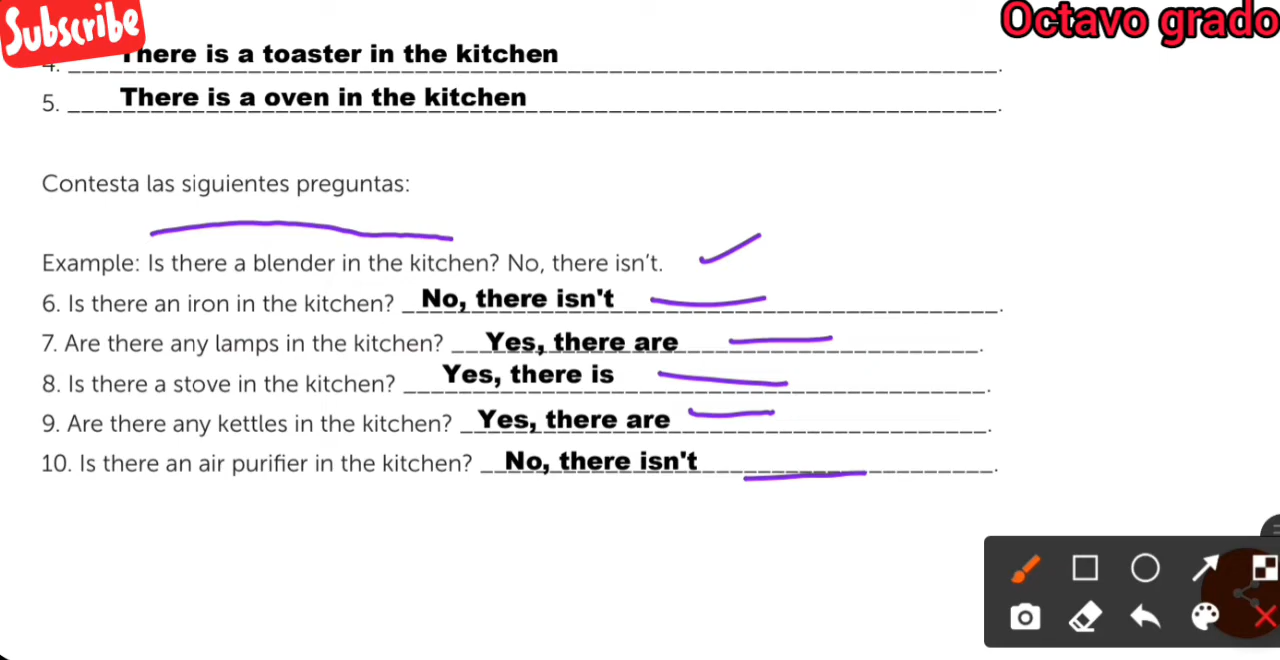 Subscribe
Octavo grado
4. There is a toaster in the kitchen.
5. There is a oven in the kitchen.
Contesta las siguientes preguntas:
Example: Is there a blender in the kitchen? No, there isn't.
6. Is there an iron in the kitchen? No, there isn't.
7. Are there any lamps in the kitchen? Yes, there are.
8. Is there a stove in the kitchen? Yes, there is.
9. Are there any kettles in the kitchen? Yes, there are.
10. Is there an air purifier in the kitchen? No, there isn't.